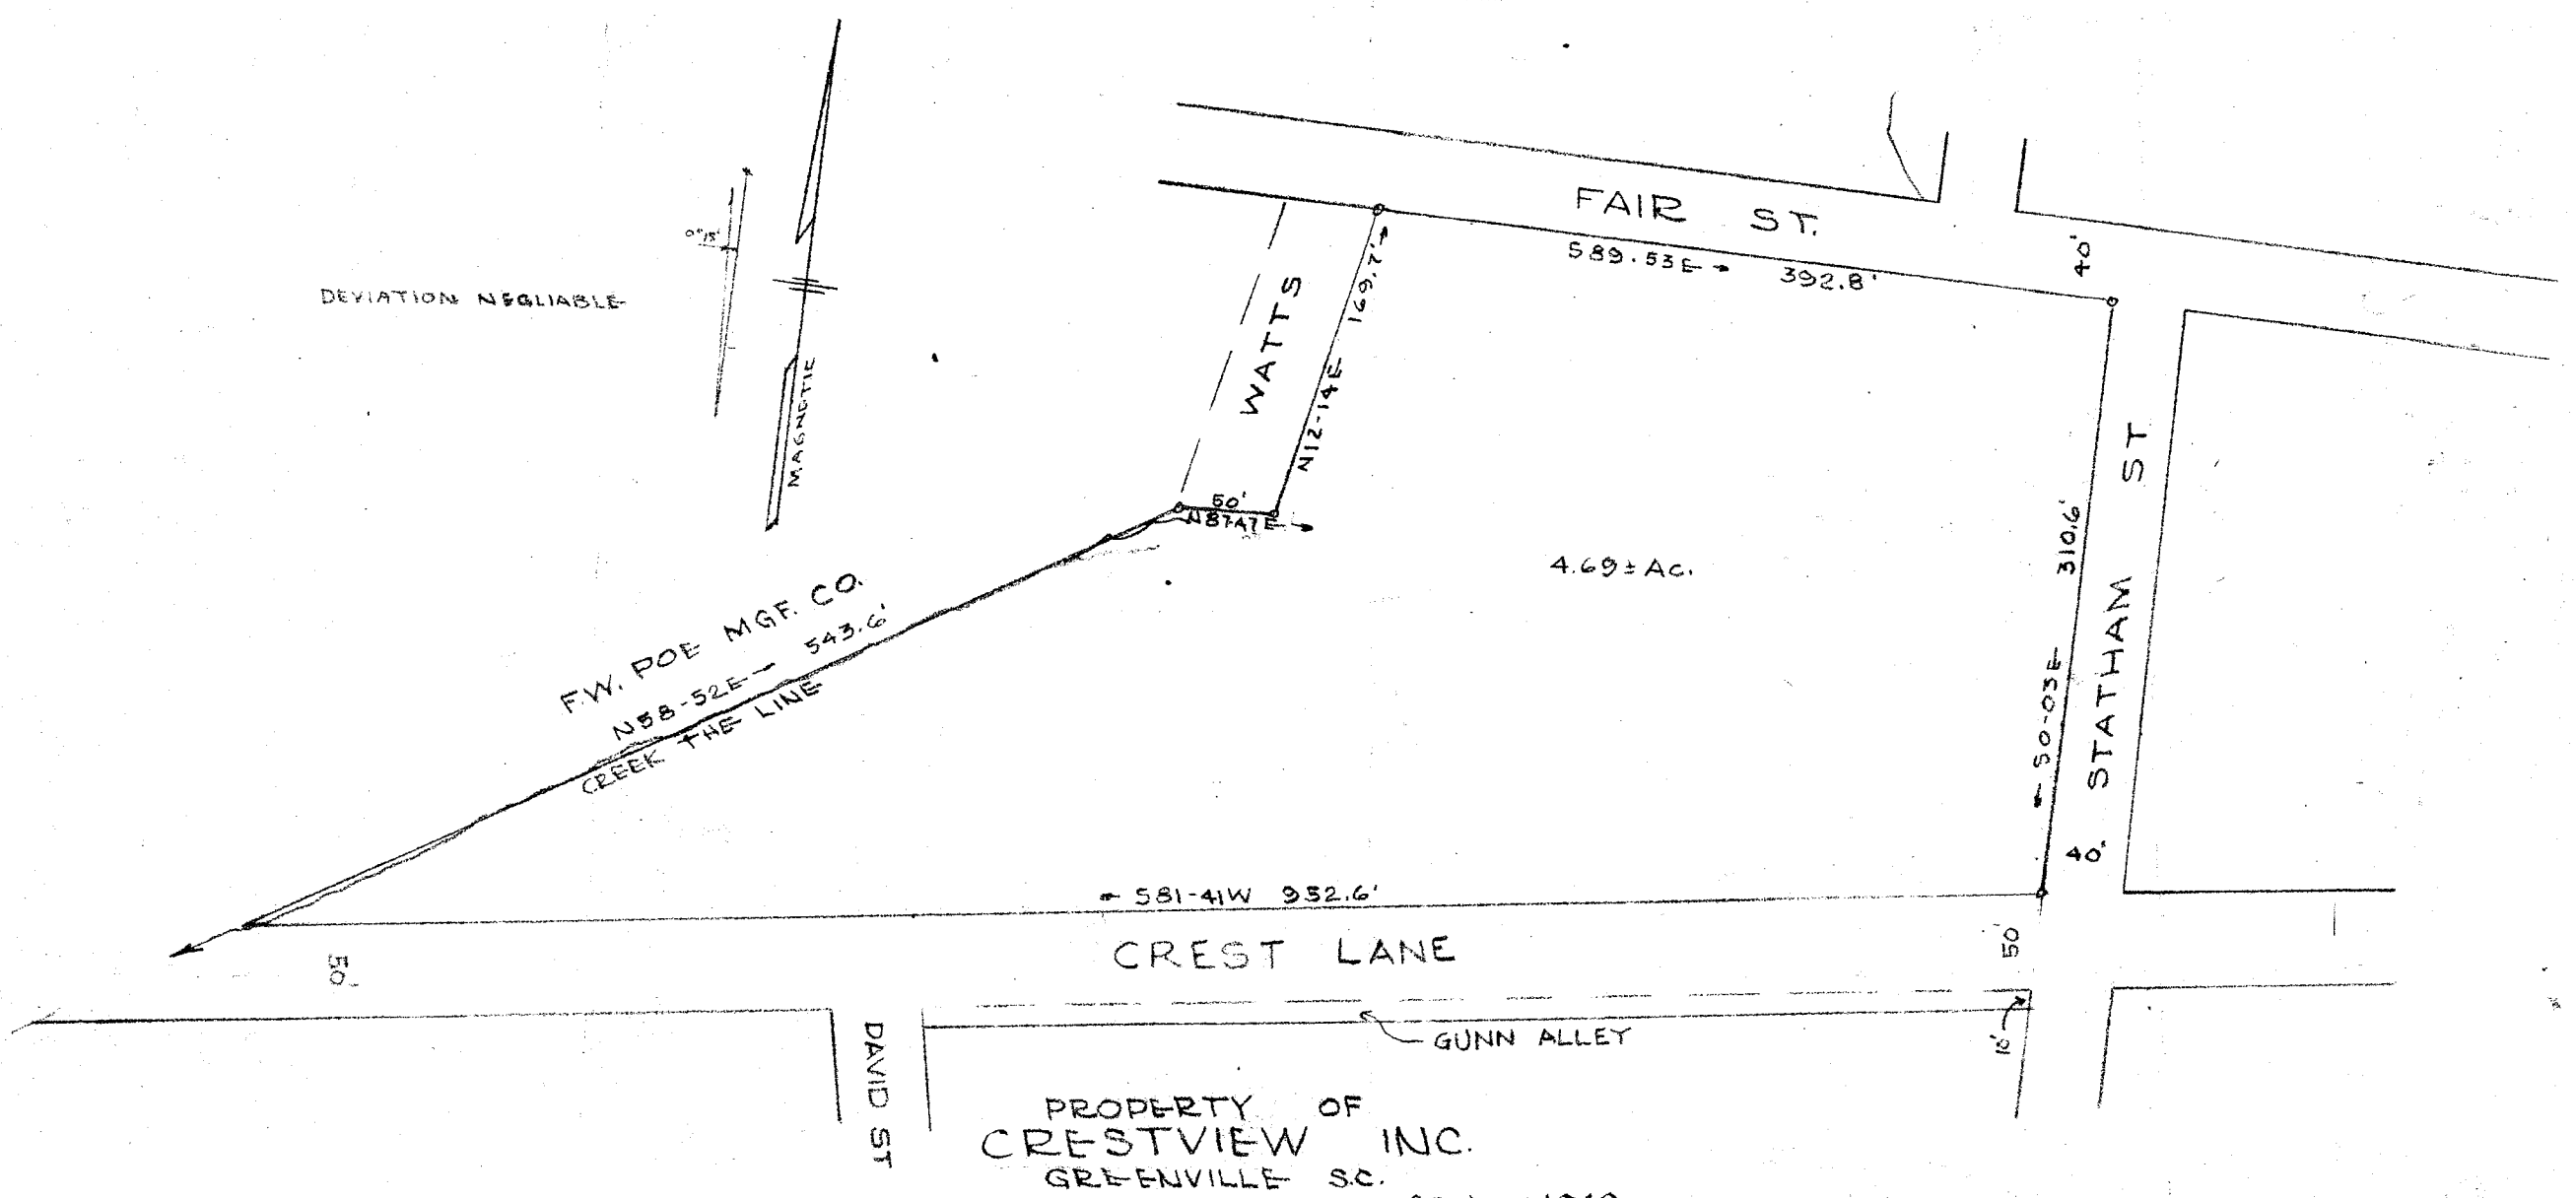 FAIR ST.
S89.53E 392.8'
40'
0°15'
DEVIATION NEGLIABLE
MAGNETIC
WATTS
N12-14E 169.7'
50'
N87-47E
4.69± AC.
310.6'
S0-03E
STATHAM ST
40'
F.W. POE MGF. CO.
N58-52E 543.6'
CREEK THE LINE
S81-41W 952.6'
CREST LANE
50'
50'
10'
GUNN ALLEY
DAVID ST
PROPERTY OF
CRESTVIEW INC.
GREENVILLE S.C.